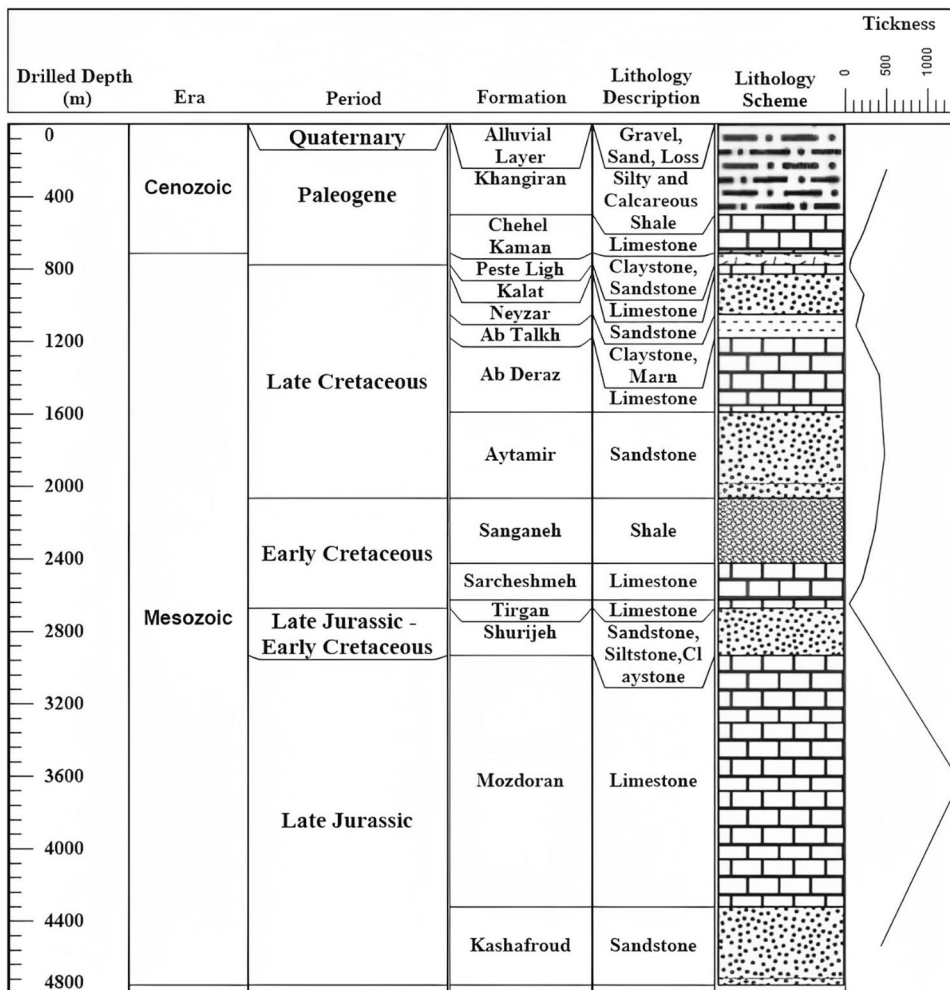 Tickness
0 500 1000
Drilled Depth
(m)
Era
Period
Formation
Lithology
Description
Lithology
Scheme
0
400
800
1200
1600
2000
2400
2800
3200
3600
4000
4400
4800
Cenozoic
Mesozoic
Quaternary
Paleogene
Late Cretaceous
Early Cretaceous
Late Jurassic -
Early Cretaceous
Late Jurassic
Alluvial
Layer
Khangiran
Chehel
Kaman
Peste Ligh
Kalat
Neyzar
Ab Talkh
Ab Deraz
Aytamir
Sanganeh
Sarcheshmeh
Tirgan
Shurijeh
Mozdoran
Kashafroud
Gravel,
Sand, Loss
Silty and
Calcareous
Shale
Limestone
Claystone,
Sandstone
Limestone
Sandstone
Claystone,
Marn
Limestone
Sandstone
Shale
Limestone
Limestone
Sandstone,
Siltstone,Cl
aystone
Limestone
Sandstone